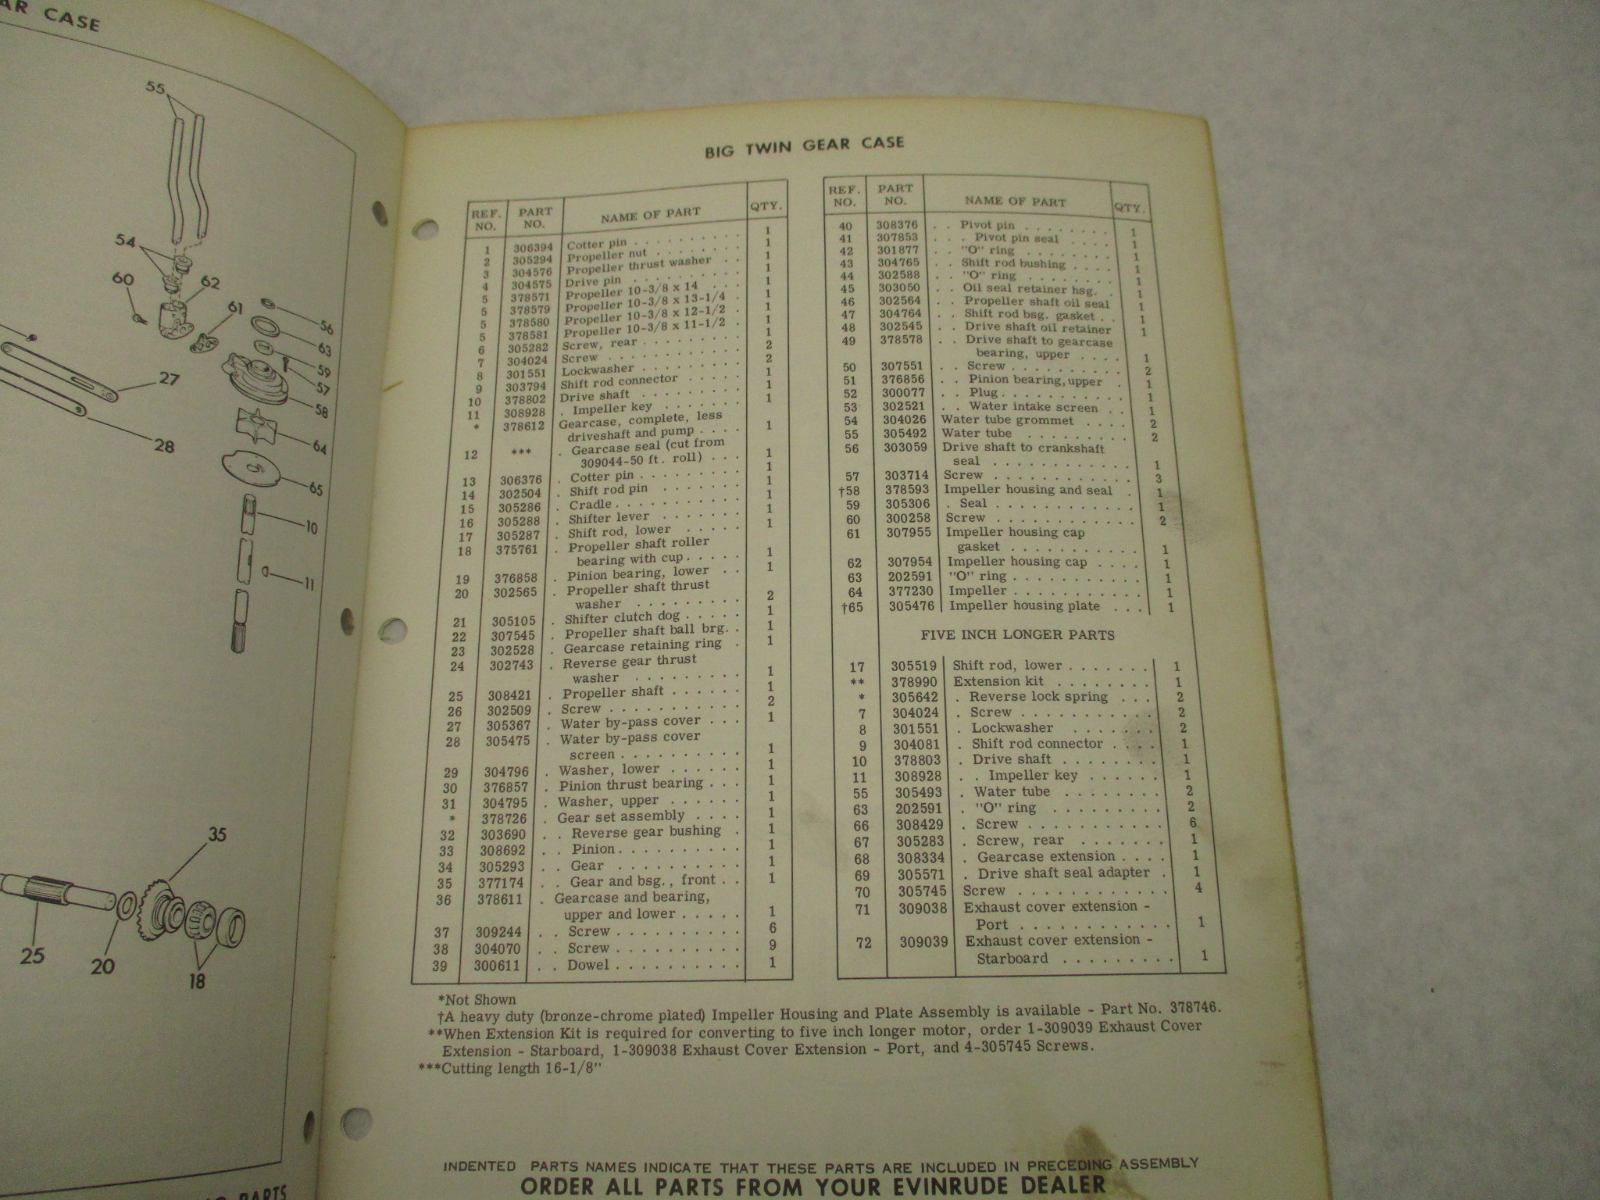 AR CASE
55
54
60
62
61
56
63
59
57
58
27
28
64
65
10
11
35
25
20
18
PARTS
BIG TWIN GEAR CASE
REF. NO. PART NO. NAME OF PART QTY.
1 306394 Cotter pin . . . . . . . . . 1
2 305294 Propeller nut . . . . . . . 1
3 304576 Propeller thrust washer . . 1
4 304575 Drive pin . . . . . . . . . 1
5 378571 Propeller 10-3/8 x 14 . . . 1
5 378579 Propeller 10-3/8 x 13-1/4 . 1
5 378580 Propeller 10-3/8 x 12-1/2 . 1
5 378581 Propeller 10-3/8 x 11-1/2 . 1
6 305282 Screw, rear . . . . . . . . 2
7 304024 Screw . . . . . . . . . . 2
8 301551 Lockwasher . . . . . . . . 1
9 303794 Shift rod connector . . . . . 1
10 378802 Drive shaft . . . . . . . . 1
11 308928 . Impeller key . . . . . . . 1
* 378612 Gearcase, complete, less
driveshaft and pump . . . . 1
12 *** . Gearcase seal (cut from
309044-50 ft. roll) . . . 1
13 306376 . Cotter pin . . . . . . . . 1
14 302504 . Shift rod pin . . . . . . . 1
15 305286 . Cradle . . . . . . . . . . 1
16 305288 . Shifter lever . . . . . . . 1
17 305287 . Shift rod, lower . . . . . 1
18 375761 . Propeller shaft roller
bearing with cup . . . . . 1
19 376858 . Pinion bearing, lower . . 1
20 302565 . Propeller shaft thrust
washer . . . . . . . . . 2
21 305105 . Shifter clutch dog . . . . . 1
22 307545 . Propeller shaft ball brg. . . 1
23 302528 . Gearcase retaining ring . 1
24 302743 . Reverse gear thrust
washer . . . . . . . . . 1
25 308421 . Propeller shaft . . . . . . 1
26 302509 . Screw . . . . . . . . . . 2
27 305367 . Water by-pass cover . . . 1
28 305475 . Water by-pass cover
screen . . . . . . . . . . 1
29 304796 . Washer, lower . . . . . . 1
30 376857 . Pinion thrust bearing . . . 1
31 304795 . Washer, upper . . . . . . 1
* 378726 . Gear set assembly . . . . 1
32 303690 . . Reverse gear bushing . 1
33 308692 . . Pinion . . . . . . . . . . 1
34 305293 . . Gear . . . . . . . . . . 1
35 377174 . . Gear and bsg., front . . 1
36 378611 . Gearcase and bearing,
upper and lower . . . . . 1
37 309244 . . Screw . . . . . . . . . . 6
38 304070 . . Screw . . . . . . . . . . 9
39 300611 . . Dowel . . . . . . . . . . 1
REF. NO. PART NO. NAME OF PART QTY.
40 308376 . . Pivot pin . . . . . . . . 1
41 307853 . . . Pivot pin seal . . . . 1
42 301877 . . "O" ring . . . . . . . . 1
43 304765 . . Shift rod bushing . . . . 1
44 302588 . . "O" ring . . . . . . . . 1
45 303050 . . Oil seal retainer hsg. . 1
46 302564 . . Propeller shaft oil seal 1
47 304764 . . Shift rod bsg. gasket . . 1
48 302545 . . Drive shaft oil retainer 1
49 378578 . . Drive shaft to gearcase
bearing, upper . . . . 1
50 307551 . . Screw . . . . . . . . . . 2
51 376856 . . Pinion bearing, upper . 1
52 300077 . . Plug . . . . . . . . . . 1
53 302521 . . Water intake screen . . 1
54 304026 Water tube grommet . . . . 2
55 305492 Water tube . . . . . . . . . 2
56 303059 Drive shaft to crankshaft
seal . . . . . . . . . . . 1
57 303714 Screw . . . . . . . . . . . . 3
†58 378593 Impeller housing and seal . 1
59 305306 . Seal . . . . . . . . . . . . 1
60 300258 Screw . . . . . . . . . . . . 2
61 307955 Impeller housing cap
gasket . . . . . . . . . . . 1
62 307954 Impeller housing cap . . . . 1
63 202591 "O" ring . . . . . . . . . . . 1
64 377230 Impeller . . . . . . . . . . . 1
†65 305476 Impeller housing plate . . . 1
FIVE INCH LONGER PARTS
17 305519 Shift rod, lower . . . . . . . 1
** 378990 Extension kit . . . . . . . . 1
* 305642 . Reverse lock spring . . . 2
7 304024 . Screw . . . . . . . . . . . 2
8 301551 . Lockwasher . . . . . . . 2
9 304081 . Shift rod connector . . . . 1
10 378803 . Drive shaft . . . . . . . . 1
11 308928 . . Impeller key . . . . . . 1
55 305493 . Water tube . . . . . . . . 2
63 202591 . "O" ring . . . . . . . . . 2
66 308429 . Screw . . . . . . . . . . . 6
67 305283 . Screw, rear . . . . . . . 1
68 308334 . Gearcase extension . . . . 1
69 305571 . Drive shaft seal adapter . 1
70 305745 Screw . . . . . . . . . . . . 4
71 309038 Exhaust cover extension -
Port . . . . . . . . . . . . 1
72 309039 Exhaust cover extension -
Starboard . . . . . . . . . 1
*Not Shown
†A heavy duty (bronze-chrome plated) Impeller Housing and Plate Assembly is available - Part No. 378746.
**When Extension Kit is required for converting to five inch longer motor, order 1-309039 Exhaust Cover
Extension - Starboard, 1-309038 Exhaust Cover Extension - Port, and 4-305745 Screws.
***Cutting length 16-1/8"
INDENTED PARTS NAMES INDICATE THAT THESE PARTS ARE INCLUDED IN PRECEDING ASSEMBLY
ORDER ALL PARTS FROM YOUR EVINRUDE DEALER